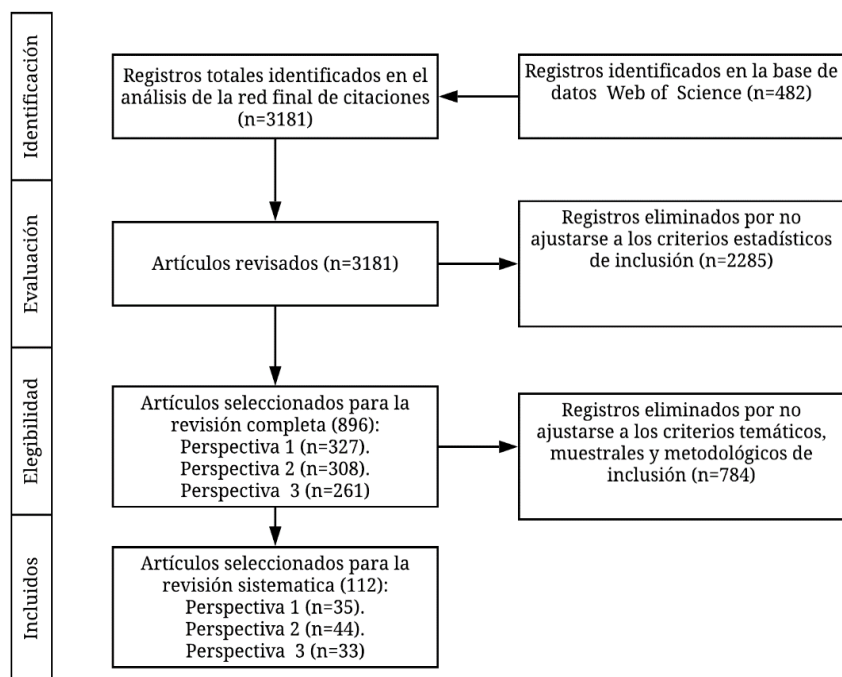 Identificación
Registros totales identificados en el
análisis de la red final de citaciones
(n=3181)
Registros identificados en la base de
datos Web of Science (n=482)
Evaluación
Artículos revisados (n=3181)
Registros eliminados por no
ajustarse a los criterios estadísticos
de inclusión (n=2285)
Elegibilidad
Artículos seleccionados para la
revisión completa (896):
Perspectiva 1 (n=327).
Perspectiva 2 (n=308).
Perspectiva 3 (n=261)
Registros eliminados por no
ajustarse a los criterios temáticos,
muestrales y metodológicos de
inclusión (n=784)
Incluidos
Artículos seleccionados para la
revisión sistematica (112):
Perspectiva 1 (n=35).
Perspectiva 2 (n=44).
Perspectiva 3 (n=33)